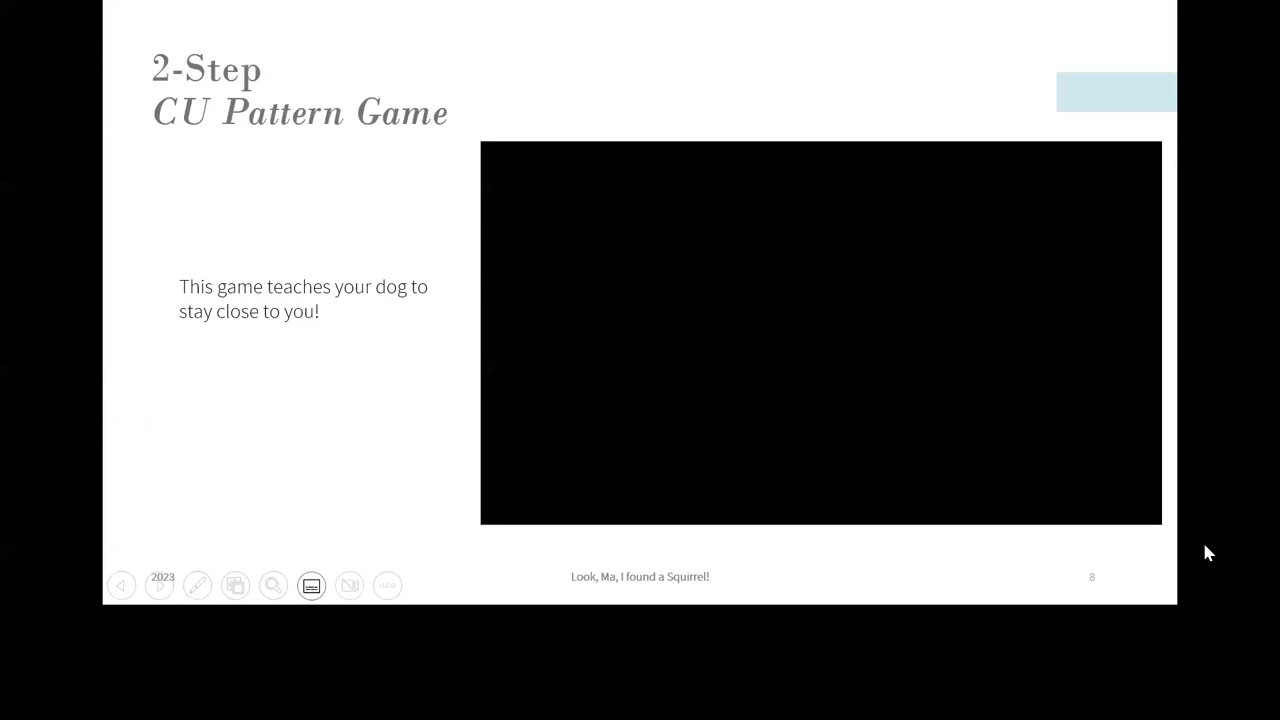 2-Step
CU Pattern Game
This game teaches your dog to
stay close to you!
2023
Look, Ma, I found a Squirrel!
8